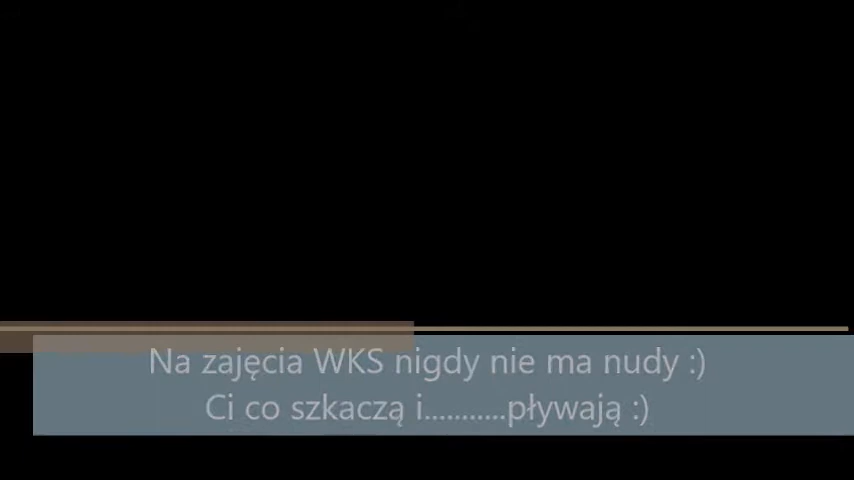 Na zajęcia WKS nigdy nie ma nudy :)
Ci co szkaczą i...........pływają :)